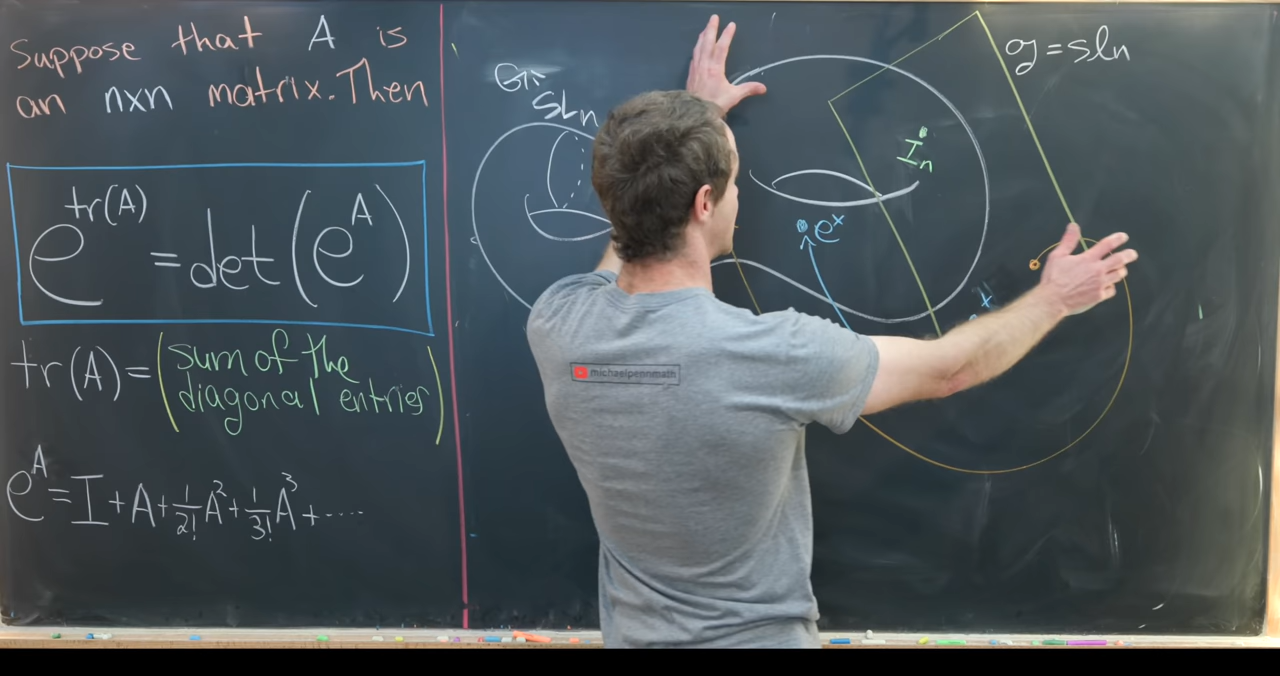 Suppose that A is
an nxn matrix. Then
e^tr(A) = det(e^A)
tr(A) = (sum of the
diagonal entries)
e^A = I + A + 1/2! A^2 + 1/3! A^3 + ....
G =
SLn
g = sln
In
e^x
x
michaelpennmath